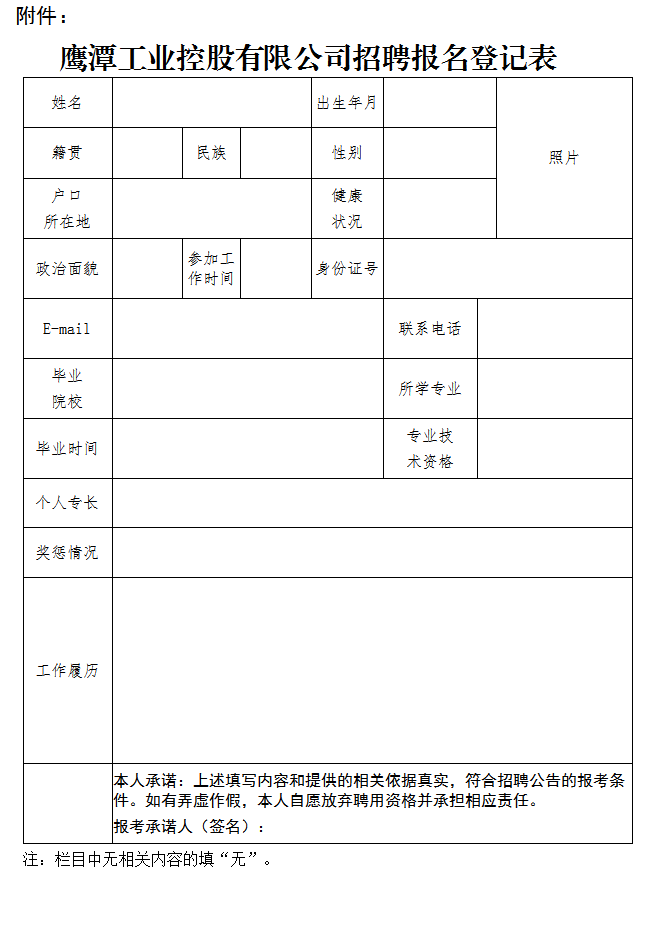 附件：
鹰潭工业控股有限公司招聘报名登记表
姓名 出生年月
照片
籍贯 民族 性别
户口
所在地
健康
状况
政治面貌
参加工
作时间
身份证号
E-mail 联系电话
毕业
院校
所学专业
毕业时间
专业技
术资格
个人专长
奖惩情况
工作履历
本人承诺：上述填写内容和提供的相关依据真实，符合招聘公告的报考条
件。如有弄虚作假，本人自愿放弃聘用资格并承担相应责任。
报考承诺人（签名）：
注：栏目中无相关内容的填“无”。